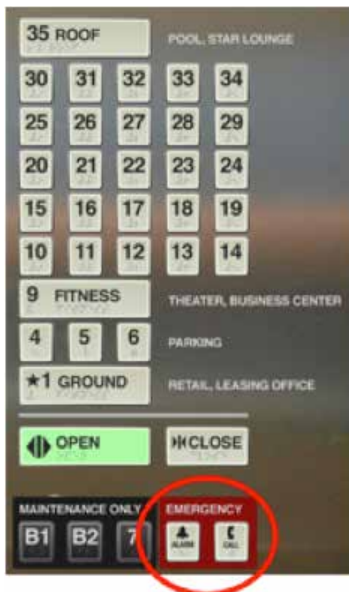 35 ROOF POOL, STAR LOUNGE
30 31 32 33 34
25 26 27 28 29
20 21 22 23 24
15 16 17 18 19
10 11 12 13 14
9 FITNESS THEATER, BUSINESS CENTER
4 5 6 PARKING
★1 GROUND RETAIL, LEASING OFFICE
OPEN CLOSE
MAINTENANCE ONLY EMERGENCY
B1 B2 7 ALARM CALL